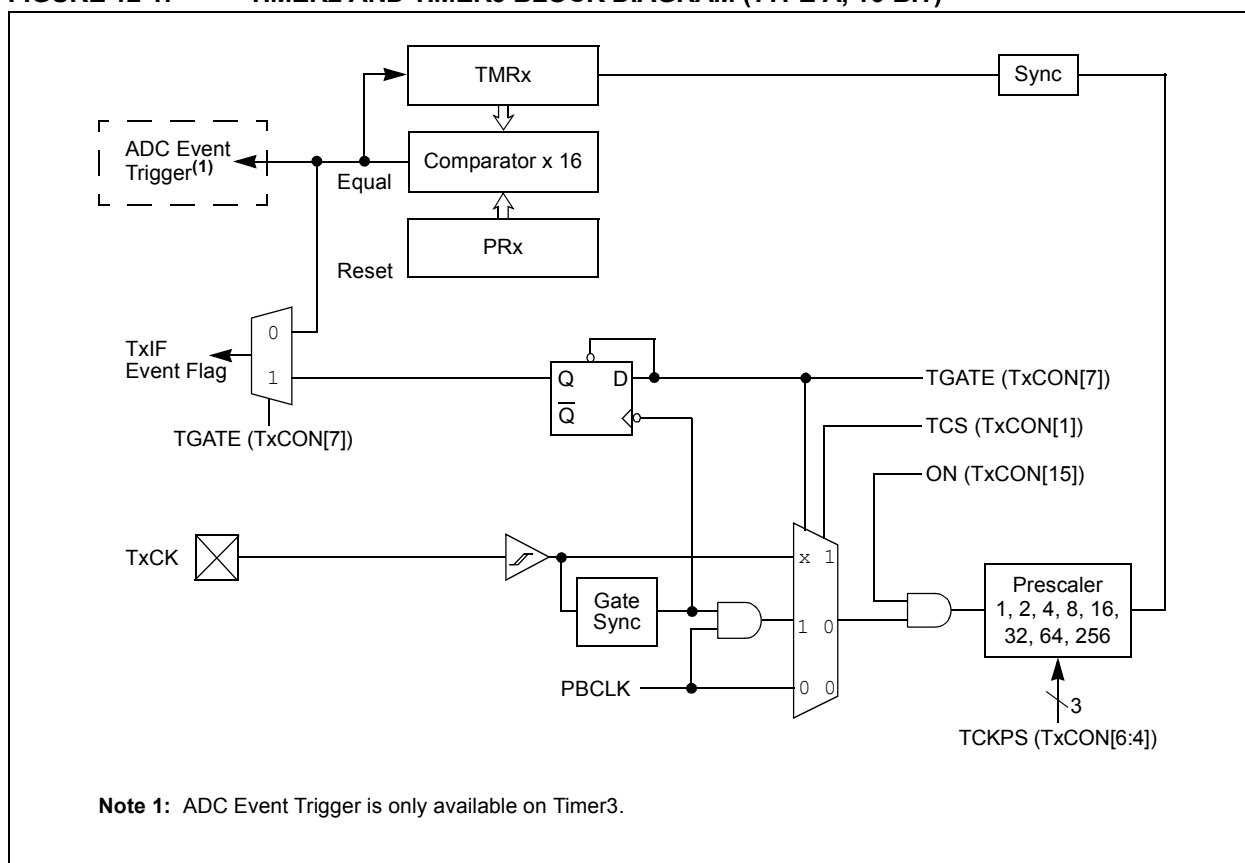 TMRx
Sync
ADC Event
Trigger(1)
Equal
Comparator x 16
PRx
Reset
0
1
TxIF
Event Flag
TGATE (TxCON[7])
Q D
Q̅
TGATE (TxCON[7])
TCS (TxCON[1])
ON (TxCON[15])
TxCK
x 1
Gate
Sync
1 0
Prescaler
1, 2, 4, 8, 16,
32, 64, 256
PBCLK
0 0
3
TCKPS (TxCON[6:4])
Note 1: ADC Event Trigger is only available on Timer3.